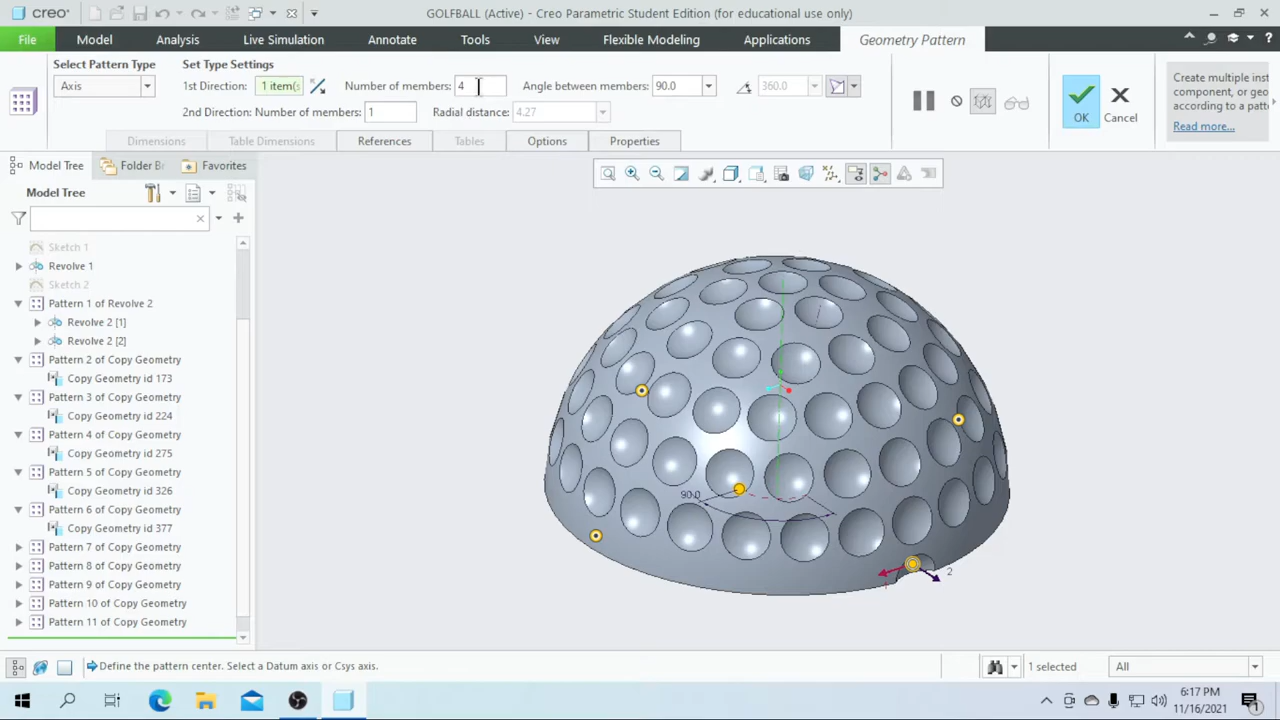 creo°
GOLFBALL (Active) - Creo Parametric Student Edition (for educational use only)
File Model Analysis Live Simulation Annotate Tools View Flexible Modeling Applications Geometry Pattern
Select Pattern Type Set Type Settings
Axis 1st Direction: 1 item(s Number of members: 4 Angle between members: 90.0 360.0
2nd Direction: Number of members: 1 Radial distance: 4.27
OK Cancel
Create multiple inst
of geometry accordin
according to a patt
Read more...
Dimensions Table Dimensions References Tables Options Properties
Model Tree Folder Br Favorites
Model Tree
Sketch 1
Revolve 1
Sketch 2
Pattern 1 of Revolve 2
Revolve 2 [1]
Revolve 2 [2]
Pattern 2 of Copy Geometry
Copy Geometry id 173
Pattern 3 of Copy Geometry
Copy Geometry id 224
Pattern 4 of Copy Geometry
Copy Geometry id 275
Pattern 5 of Copy Geometry
Copy Geometry id 326
Pattern 6 of Copy Geometry
Copy Geometry id 377
Pattern 7 of Copy Geometry
Pattern 8 of Copy Geometry
Pattern 9 of Copy Geometry
Pattern 10 of Copy Geometry
Pattern 11 of Copy Geometry
90.0
2
1
Define the pattern center. Select a Datum axis or Csys axis.
1 selected All
6:17 PM
11/16/2021